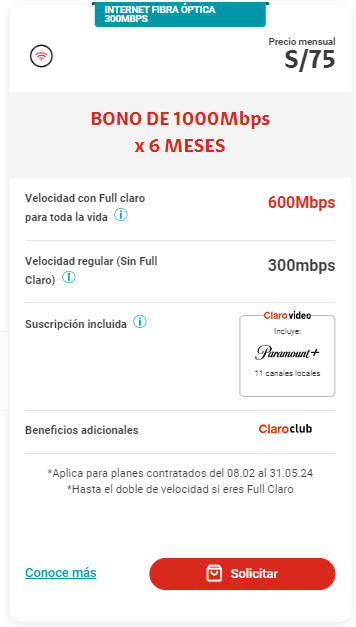 INTERNET FIBRA ÓPTICA
300MBPS
Precio mensual
S/75
BONO DE 1000Mbps
x 6 MESES
Velocidad con Full claro
para toda la vida
600Mbps
Velocidad regular (Sin Full
Claro)
300mbps
Suscripción incluida
Claro video
Incluye:
Paramount+
11 canales locales
Beneficios adicionales
Claro club
*Aplica para planes contratados del 08.02 al 31.05.24
*Hasta el doble de velocidad si eres Full Claro
Conoce más
Solicitar